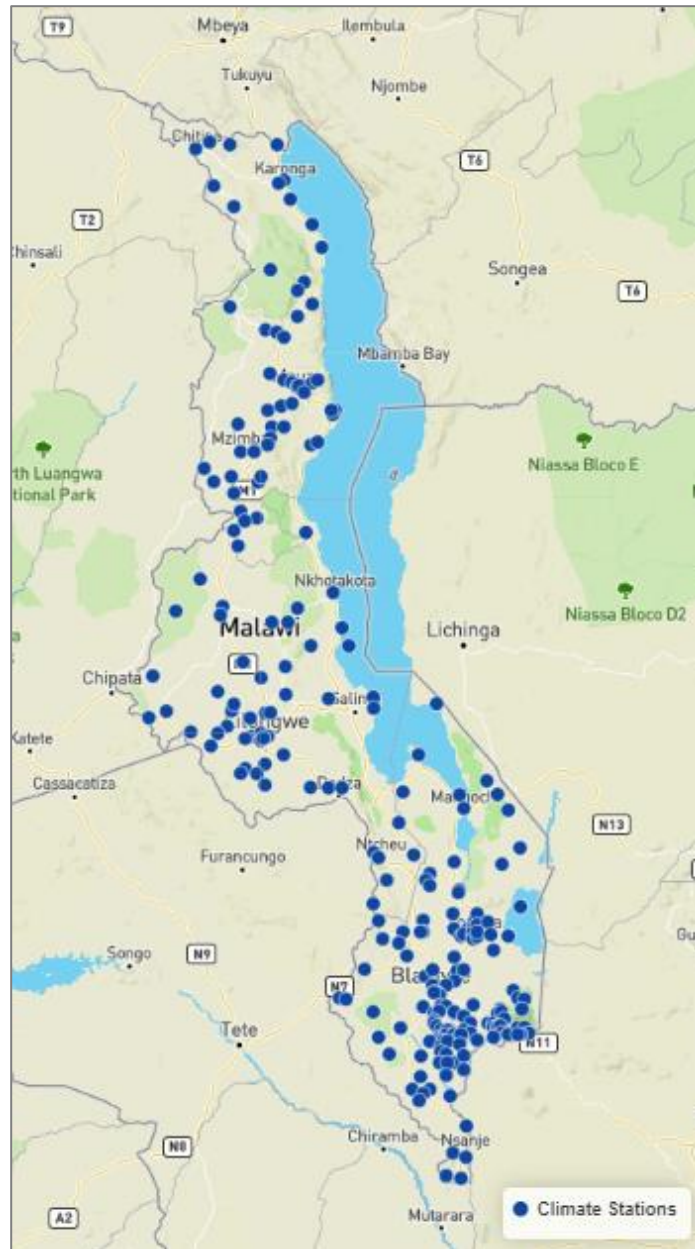 T9
Mbeya
Ilembula
Tukuyu
Njombe
Chitipa
T6
Karonga
T2
Chinsali
Songea
T6
Mbamba Bay
Mzimba
Niassa Bloco E
rth Luangwa
tional Park
M1
Nkhotakota
Niassa Bloco D2
Malawi
Lichinga
Chipata
Salim
Lilongwe
Katete
Cassacatiza
Dedza
Mangochi
N13
Ntcheu
Furancungo
Songo
N9
Blantyre
N7
Tete
N11
Chiramba
Nsanje
N8
Mutarara
A2
Climate Stations